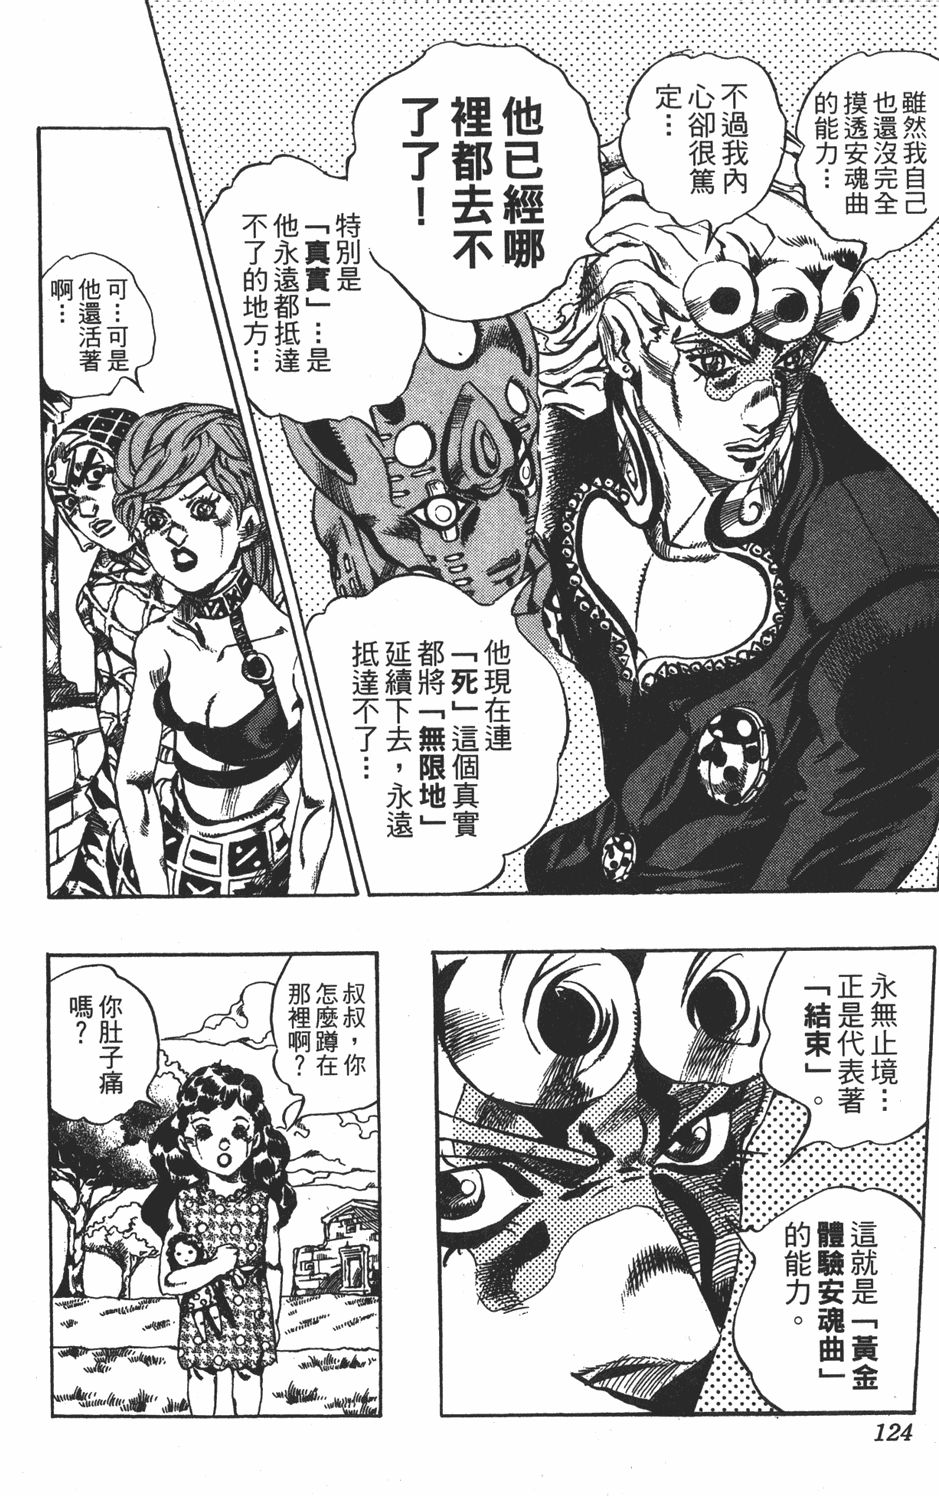 雖然我自己
也還沒完全
摸透安魂曲
的能力…
不過我內
心卻很篤
定…
他已經哪
裡都去不
了了！
特別是
「真實」…是
他永遠都抵達
不了的地方…
他現在連
「死」這個真實
都將「無限地」
延續下去，永遠
抵達不了…
可…可是
他還活著
啊…
永無止境…
正是代表著
「結束」。
這就是「黃金
體驗安魂曲」
的能力。
叔叔，你
怎麼蹲在
那裡啊？
你肚子痛
嗎？
124